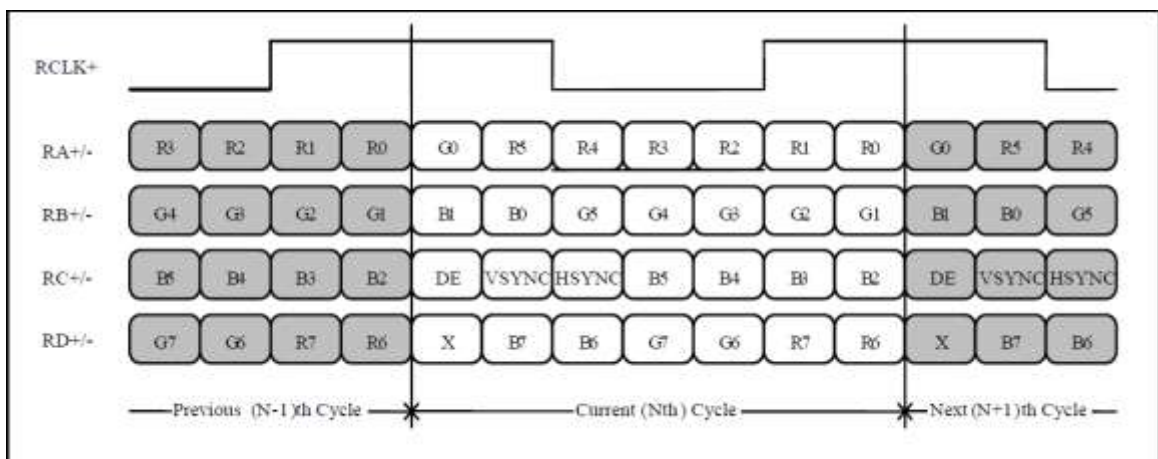 RCLK+
RA+/- R3 R2 R1 R0 G0 R5 R4 R3 R2 R1 R0 G0 R5 R4
RB+/- G4 G3 G2 G1 B1 B0 G5 G4 G3 G2 G1 B1 B0 G5
RC+/- B5 B4 B3 B2 DE VSYNC HSYNC B5 B4 B3 B2 DE VSYNC HSYNC
RD+/- G7 G6 R7 R6 X B7 B6 G7 G6 R7 R6 X B7 B6
Previous (N-1)th Cycle Current (Nth) Cycle Next (N+1)th Cycle